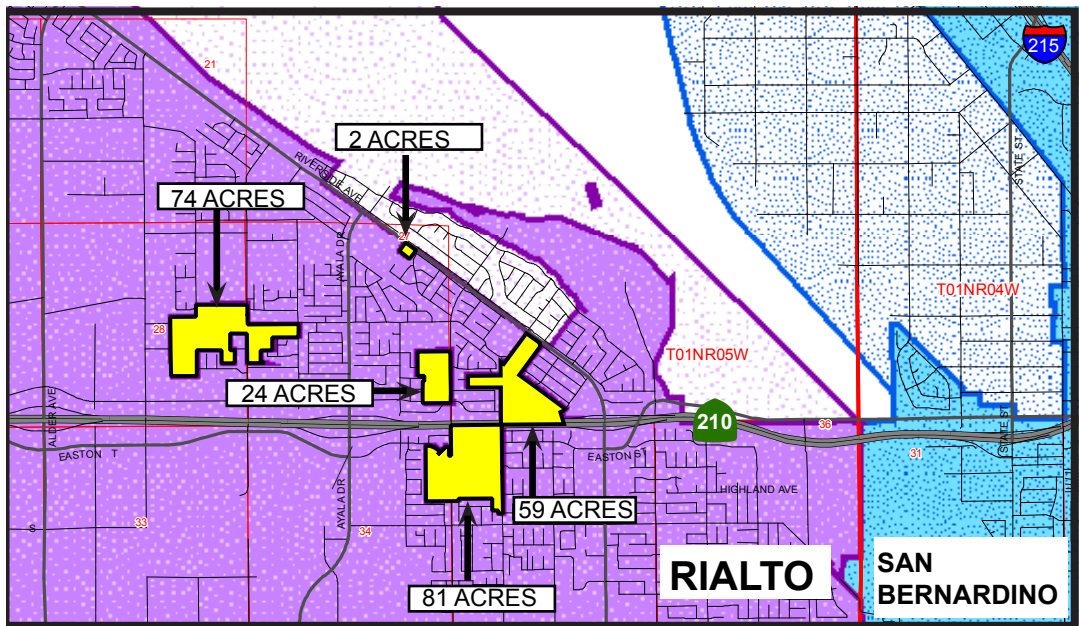 215
21
2 ACRES
RIVERSIDE AVE
STATE ST
74 ACRES
27
AYALA DR
T01NR04W
28
T01NR05W
24 ACRES
ALDER AVE
210
36
STATE ST
31
EASTON T
EASTON ST
HIGHLAND AVE
AYALA DR
59 ACRES
33
S
34
RIALTO
SAN
BERNARDINO
81 ACRES